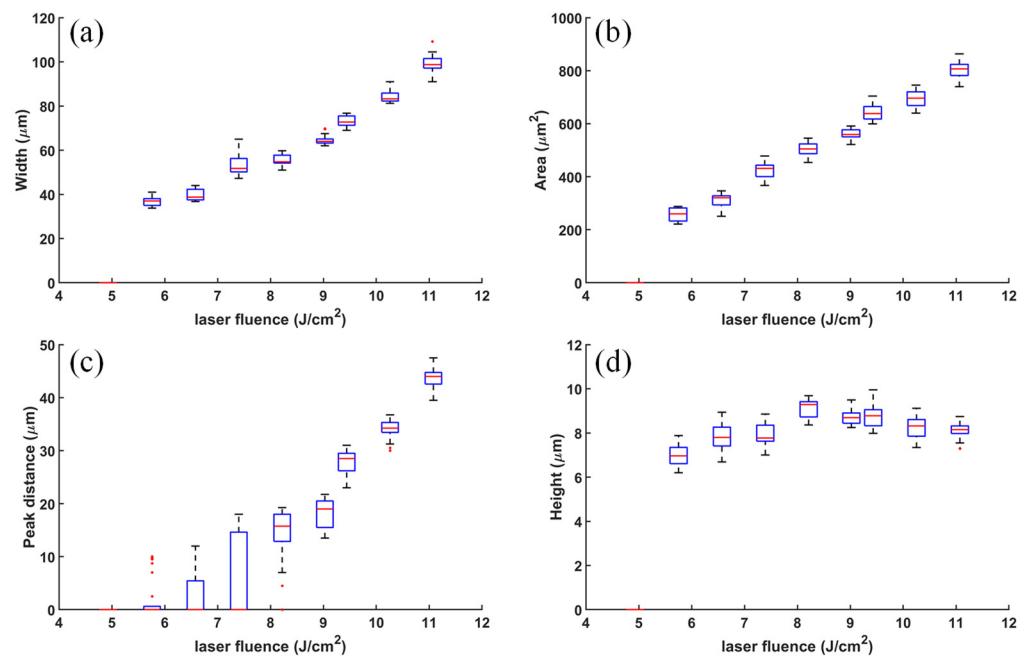 (a)
120
100
80
60
40
20
0
Width (μm)
4 5 6 7 8 9 10 11 12
laser fluence (J/cm²)
(b)
1000
800
600
400
200
0
Area (μm²)
4 5 6 7 8 9 10 11 12
laser fluence (J/cm²)
(c)
50
40
30
20
10
0
Peak distance (μm)
4 5 6 7 8 9 10 11 12
laser fluence (J/cm²)
(d)
12
10
8
6
4
2
0
Height (μm)
4 5 6 7 8 9 10 11 12
laser fluence (J/cm²)